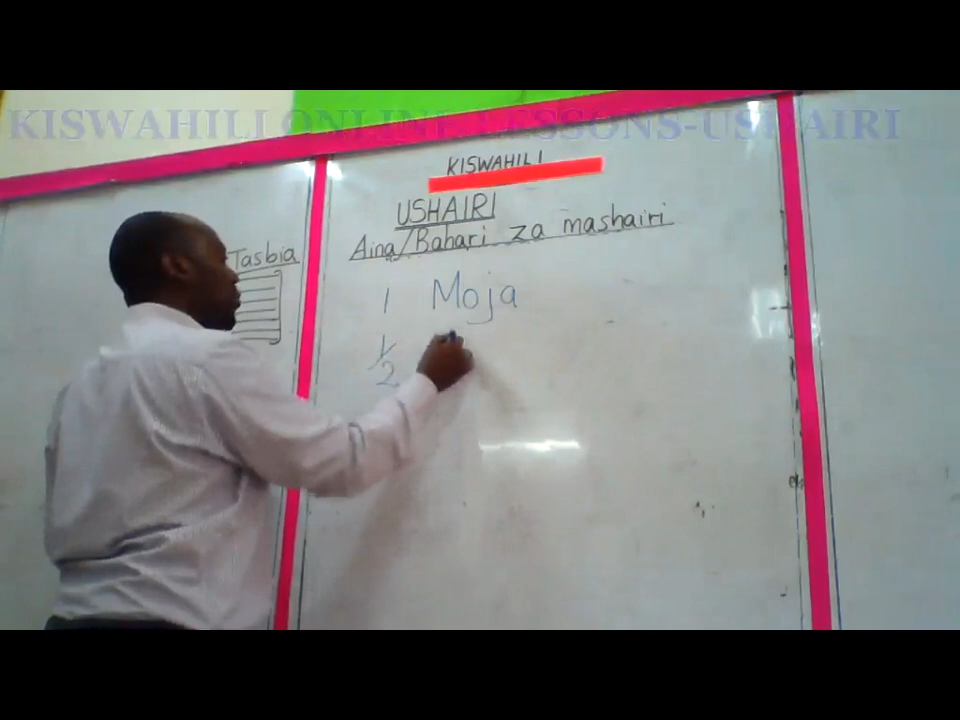 KISWAHILI ONLINE LESSONS-USHAIRI
KISWAHILI
USHAIRI
Aina/Bahari za mashairi
Tasbia
1 Moja
1/2